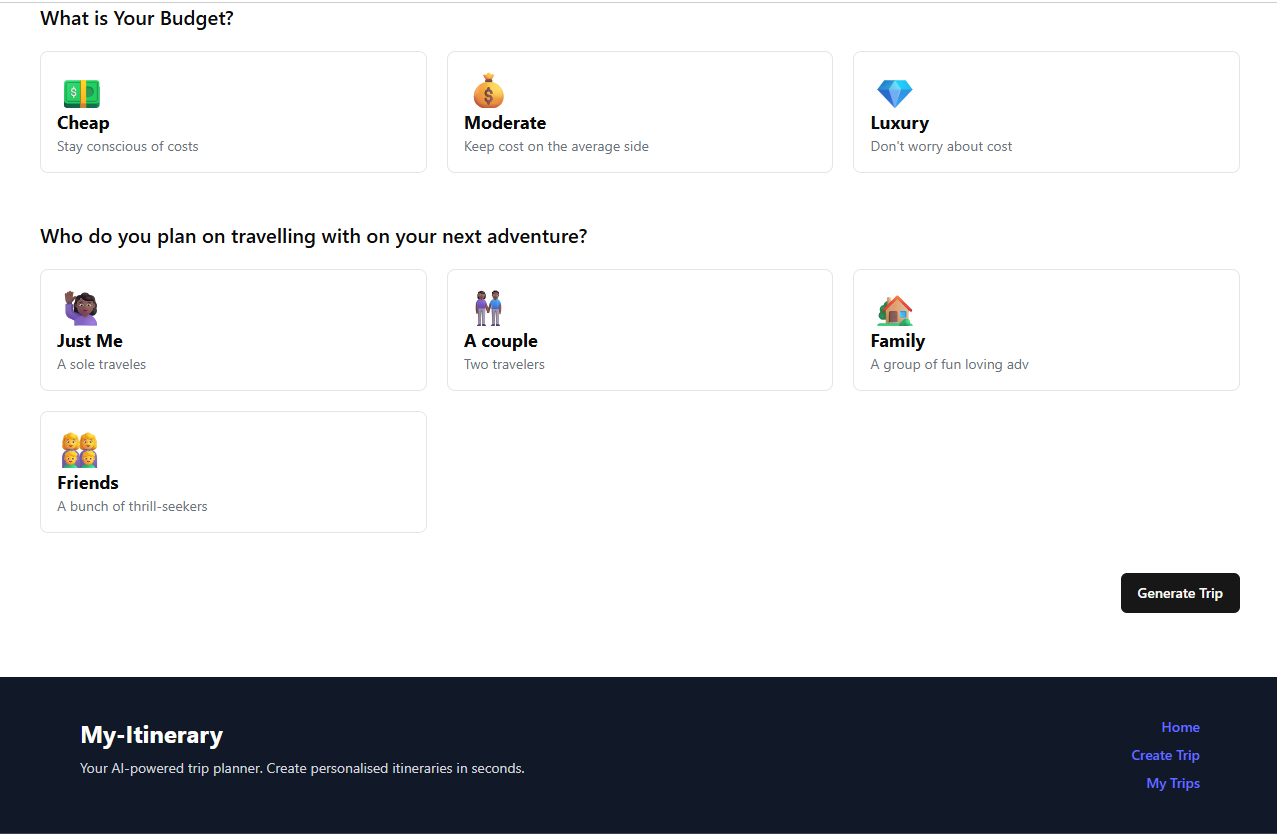 What is Your Budget?
Cheap
Stay conscious of costs
Moderate
Keep cost on the average side
Luxury
Don't worry about cost
Who do you plan on travelling with on your next adventure?
Just Me
A sole traveles
A couple
Two travelers
Family
A group of fun loving adv
Friends
A bunch of thrill-seekers
Generate Trip
My-Itinerary
Your AI-powered trip planner. Create personalised itineraries in seconds.
Home
Create Trip
My Trips